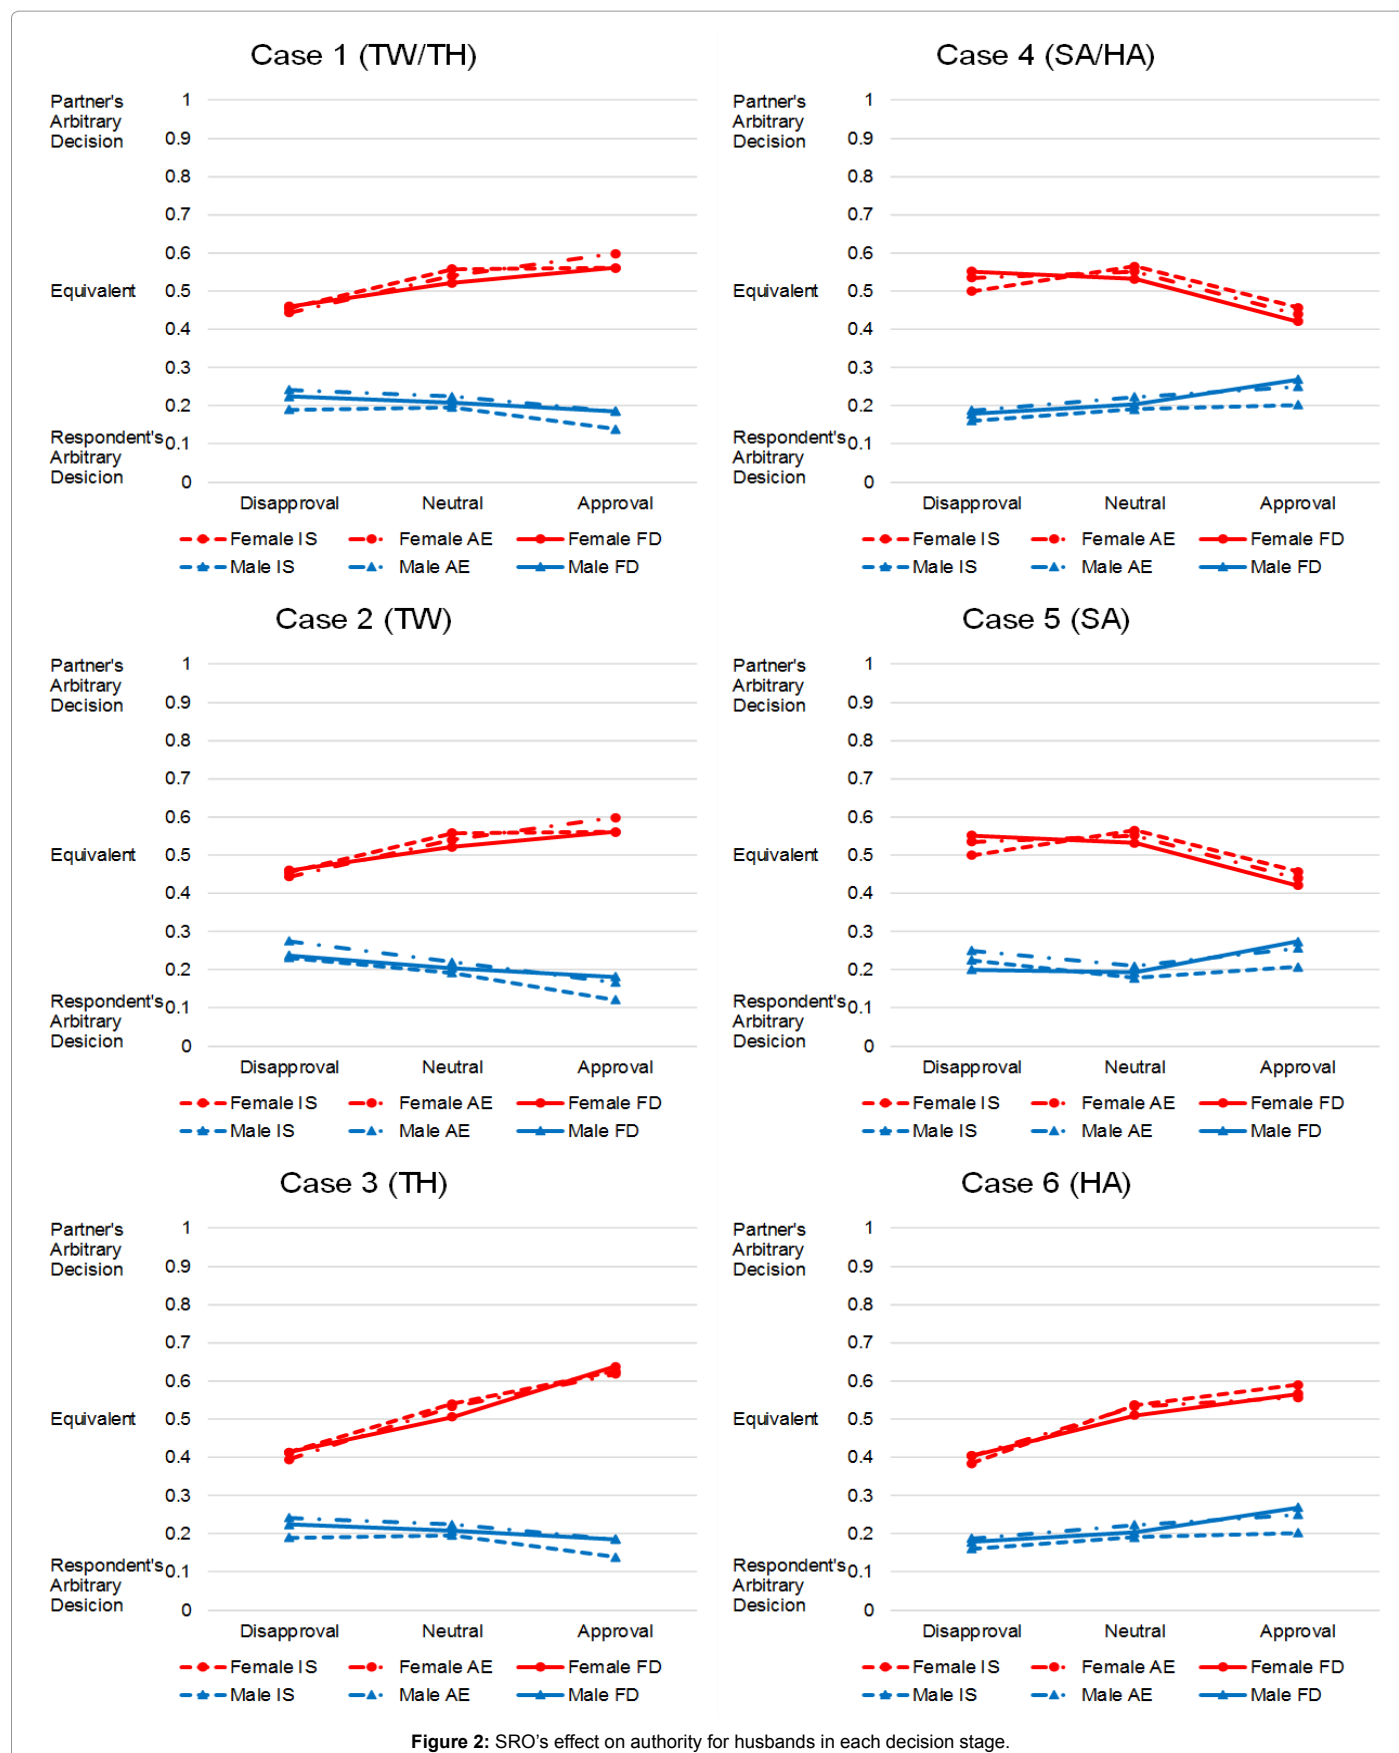 Case 1 (TW/TH)
Partner's
Arbitrary
Decision
Equivalent
Respondent's
Arbitrary
Desicion
1
0.9
0.8
0.7
0.6
0.5
0.4
0.3
0.2
0.1
0
Disapproval Neutral Approval
Female IS Female AE Female FD
Male IS Male AE Male FD
Case 4 (SA/HA)
Partner's
Arbitrary
Decision
Equivalent
Respondent's
Arbitrary
Desicion
1
0.9
0.8
0.7
0.6
0.5
0.4
0.3
0.2
0.1
0
Disapproval Neutral Approval
Female IS Female AE Female FD
Male IS Male AE Male FD
Case 2 (TW)
Partner's
Arbitrary
Decision
Equivalent
Respondent's
Arbitrary
Desicion
1
0.9
0.8
0.7
0.6
0.5
0.4
0.3
0.2
0.1
0
Disapproval Neutral Approval
Female IS Female AE Female FD
Male IS Male AE Male FD
Case 5 (SA)
Partner's
Arbitrary
Decision
Equivalent
Respondent's
Arbitrary
Desicion
1
0.9
0.8
0.7
0.6
0.5
0.4
0.3
0.2
0.1
0
Disapproval Neutral Approval
Female IS Female AE Female FD
Male IS Male AE Male FD
Case 3 (TH)
Partner's
Arbitrary
Decision
Equivalent
Respondent's
Arbitrary
Desicion
1
0.9
0.8
0.7
0.6
0.5
0.4
0.3
0.2
0.1
0
Disapproval Neutral Approval
Female IS Female AE Female FD
Male IS Male AE Male FD
Case 6 (HA)
Partner's
Arbitrary
Decision
Equivalent
Respondent's
Arbitrary
Desicion
1
0.9
0.8
0.7
0.6
0.5
0.4
0.3
0.2
0.1
0
Disapproval Neutral Approval
Female IS Female AE Female FD
Male IS Male AE Male FD
Figure 2: SRO's effect on authority for husbands in each decision stage.